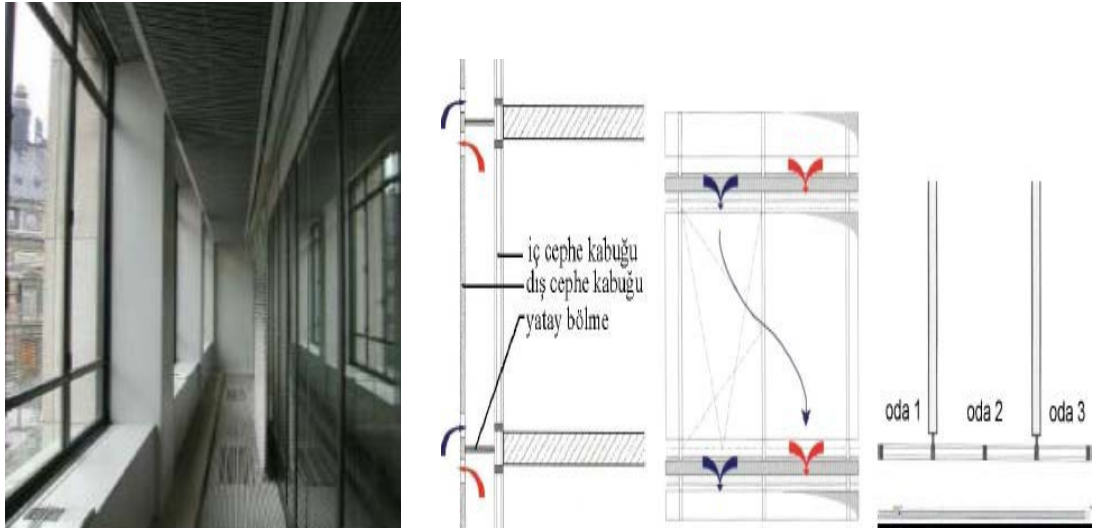 iç cephe kabuğu
dış cephe kabuğu
yatay bölme
oda 1
oda 2
oda 3